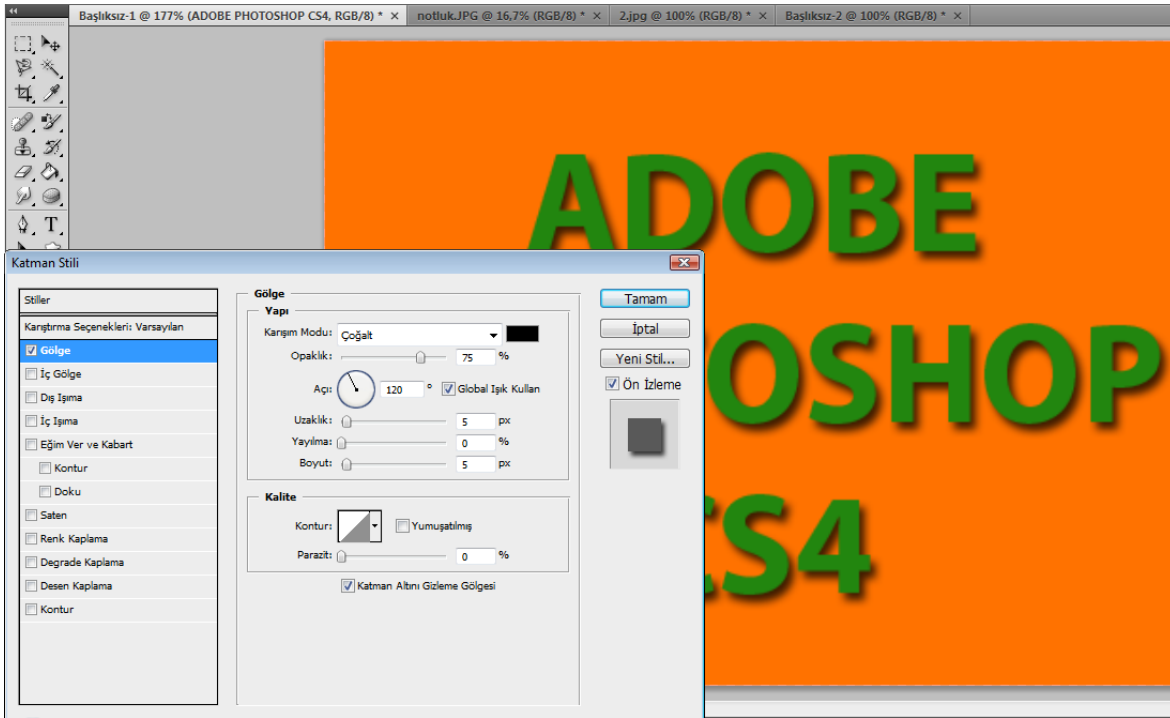 Başlıksız-1 @ 177% (ADOBE PHOTOSHOP CS4, RGB/8) * ×
notluk.JPG @ 16,7% (RGB/8) * ×
2.jpg @ 100% (RGB/8) * ×
Başlıksız-2 @ 100% (RGB/8) * ×
ADOBE
OSHOP
CS4
Katman Stili
Stiller
Karıştırma Seçenekleri: Varsayılan
Gölge
İç Gölge
Dış Işıma
İç Işıma
Eğim Ver ve Kabart
Kontur
Doku
Saten
Renk Kaplama
Degrade Kaplama
Desen Kaplama
Kontur
Gölge
Yapı
Karışım Modu: Çoğalt
Opaklık: 75 %
Açı: 120 ° Global Işık Kullan
Uzaklık: 5 px
Yayılma: 0 %
Boyut: 5 px
Kalite
Kontur: Yumuşatılmış
Parazit: 0 %
Katman Altını Gizleme Gölgesi
Tamam
İptal
Yeni Stil...
Ön İzleme